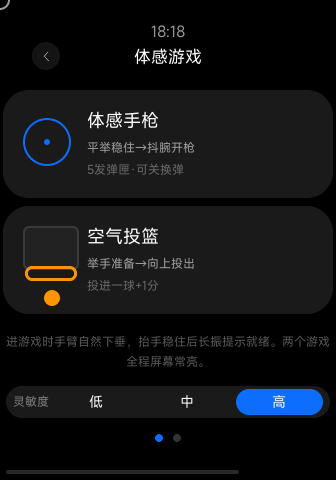 18:18
体感游戏
体感手枪
平举稳住→抖腕开枪
5发弹匣·可关换弹
空气投篮
举手准备→向上投出
投进一球+1分
进游戏时手臂自然下垂，抬手稳住后长振提示就绪。两个游戏
全程屏幕常亮。
灵敏度 低 中 高